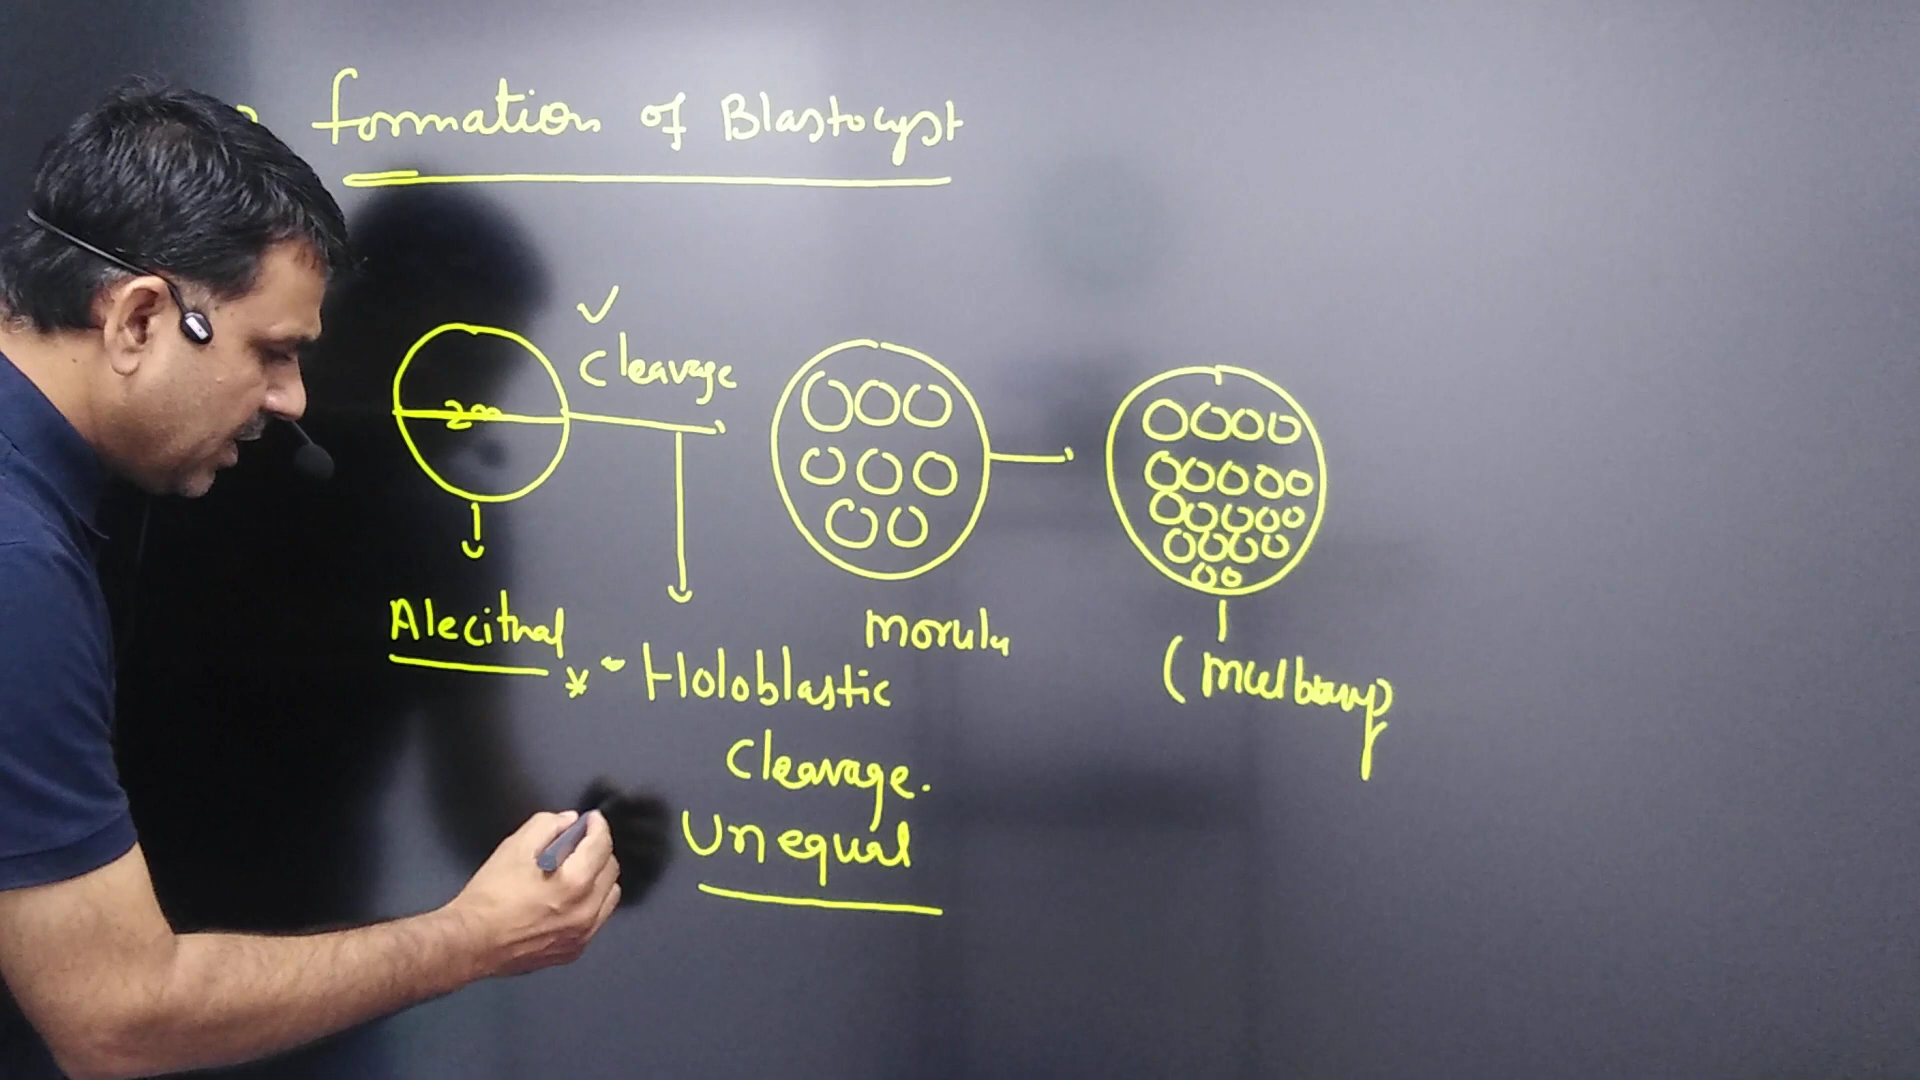 Formation of Blastocyst
Cleavage
Alecithal
Morula
(Mulberry)
* - Holoblastic
Cleavage.
Unequal